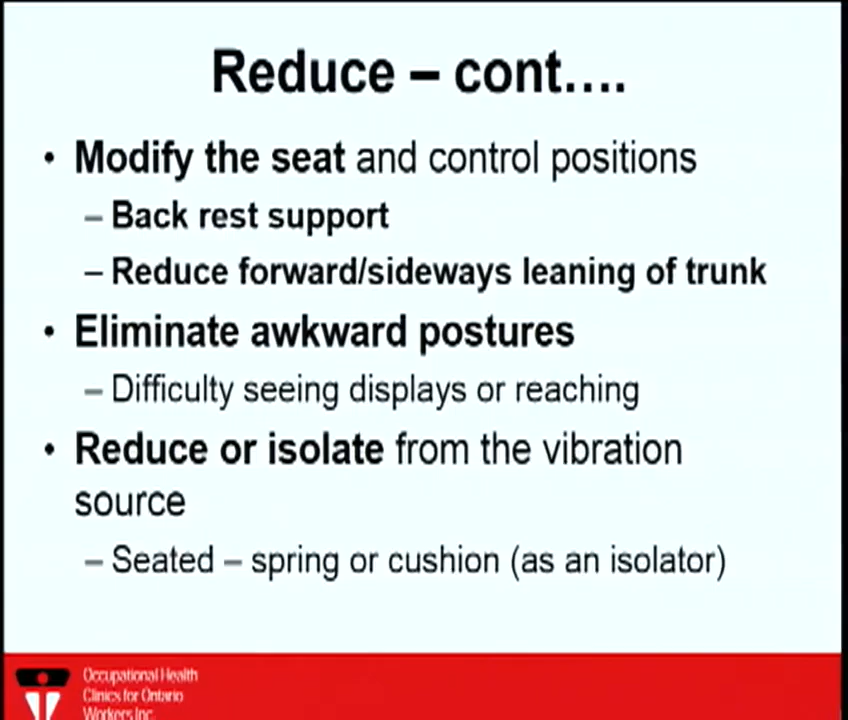 Reduce – cont....
• Modify the seat and control positions
– Back rest support
– Reduce forward/sideways leaning of trunk
• Eliminate awkward postures
– Difficulty seeing displays or reaching
• Reduce or isolate from the vibration
source
– Seated – spring or cushion (as an isolator)
Occupational Health
Clinics for Ontario
Workers Inc.